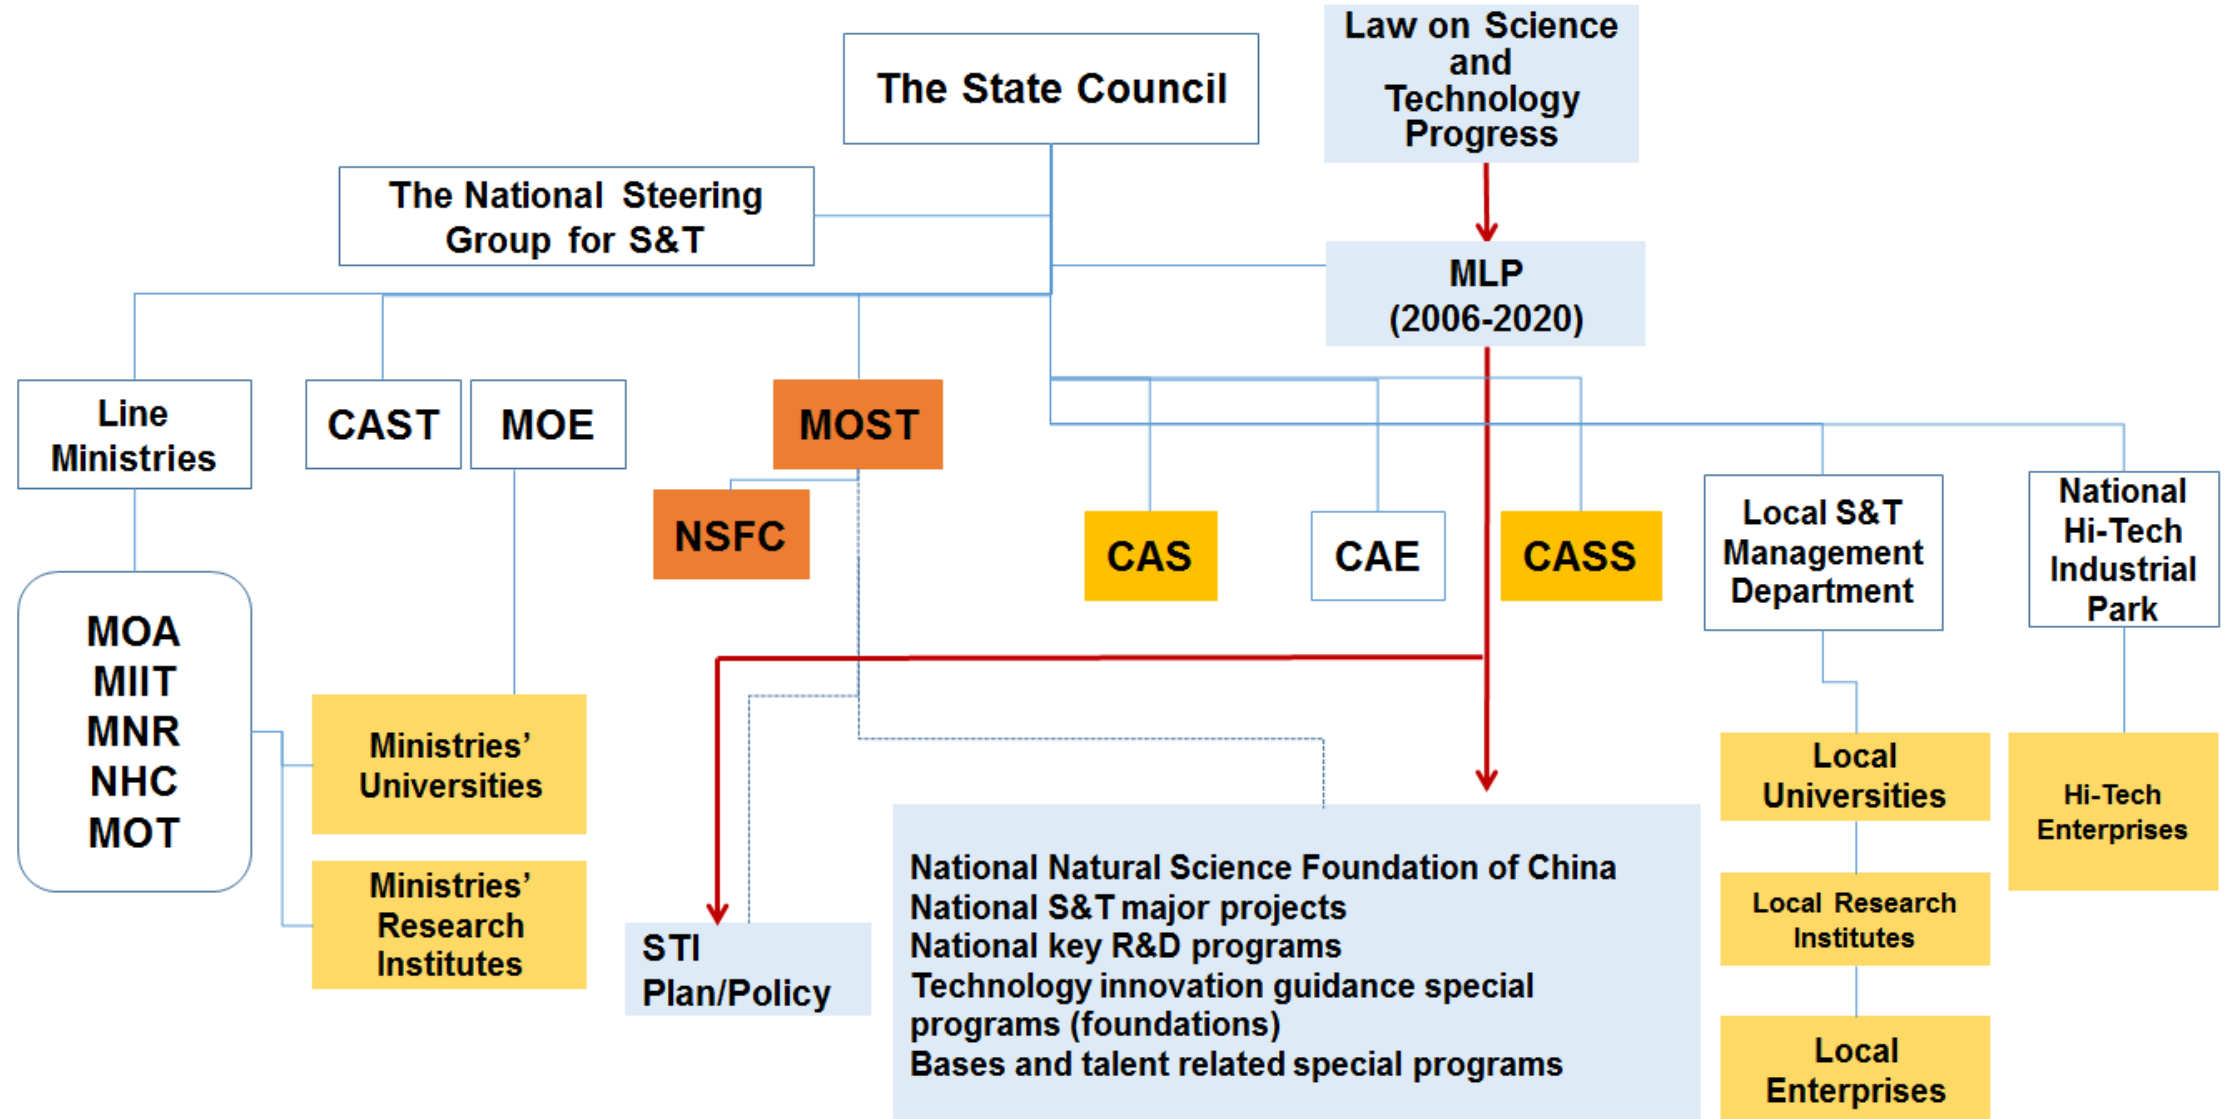 The State Council
Law on Science
and
Technology
Progress
The National Steering
Group for S&T
MLP
(2006-2020)
Line
Ministries
CAST
MOE
MOST
NSFC
CAS
CAE
CASS
Local S&T
Management
Department
National
Hi-Tech
Industrial
Park
MOA
MIIT
MNR
NHC
MOT
Ministries’
Universities
Ministries’
Research
Institutes
STI
Plan/Policy
National Natural Science Foundation of China
National S&T major projects
National key R&D programs
Technology innovation guidance special
programs (foundations)
Bases and talent related special programs
Local
Universities
Local Research
Institutes
Local
Enterprises
Hi-Tech
Enterprises